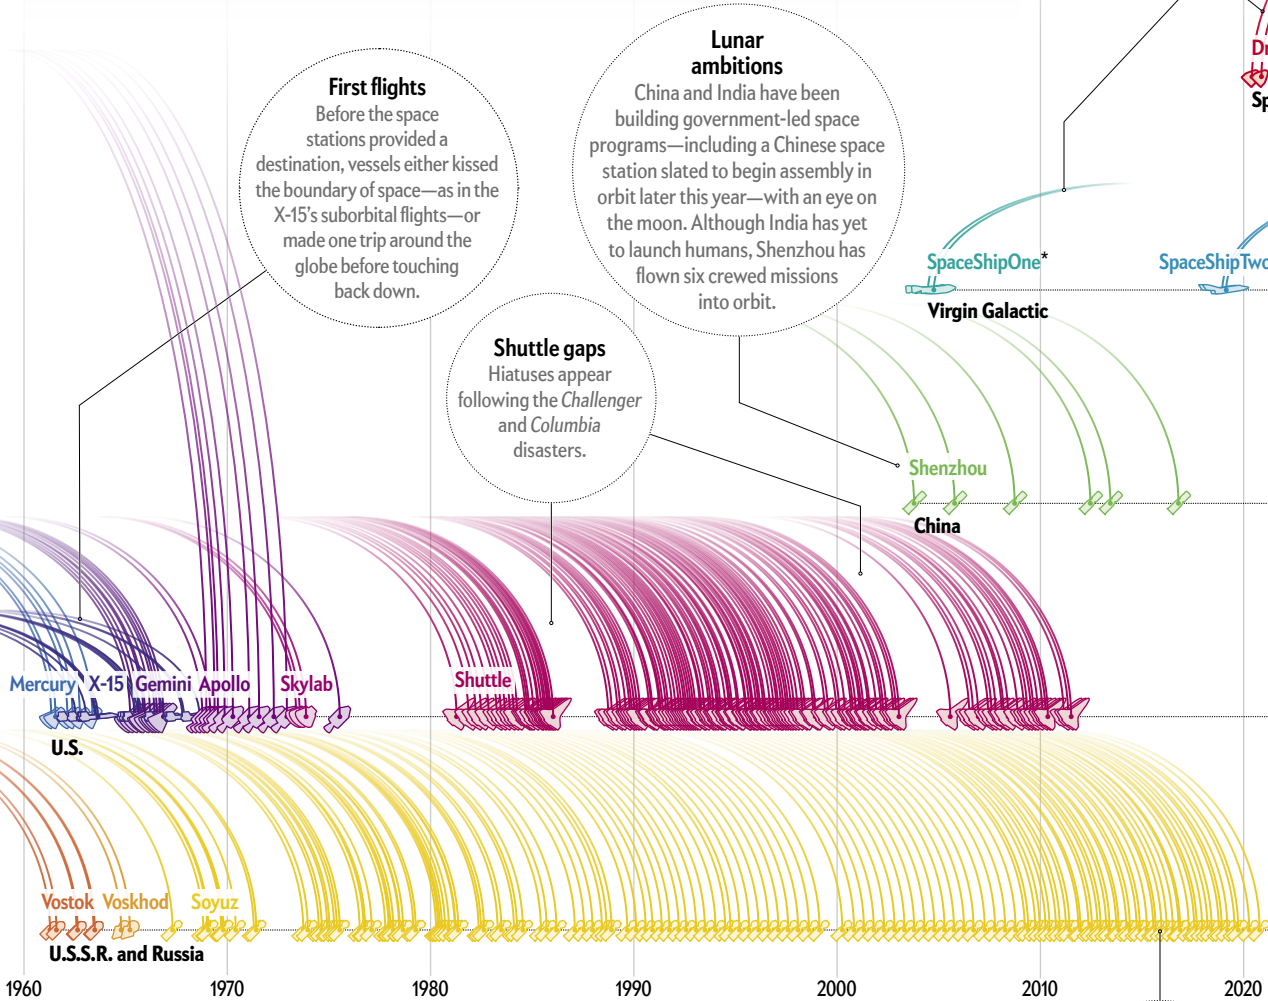 First flights
Before the space
stations provided a
destination, vessels either kissed
the boundary of space—as in the
X-15's suborbital flights—or
made one trip around the
globe before touching
back down.
Lunar
ambitions
China and India have been
building government-led space
programs—including a Chinese space
station slated to begin assembly in
orbit later this year—with an eye on
the moon. Although India has yet
to launch humans, Shenzhou has
flown six crewed missions
into orbit.
Shuttle gaps
Hiatuses appear
following the Challenger
and Columbia
disasters.
SpaceShipOne*
Virgin Galactic
SpaceShipTwo
Shenzhou
China
Mercury
X-15
Gemini
Apollo
Skylab
Shuttle
U.S.
Vostok
Voskhod
Soyuz
U.S.S.R. and Russia
1960
1970
1980
1990
2000
2010
2020